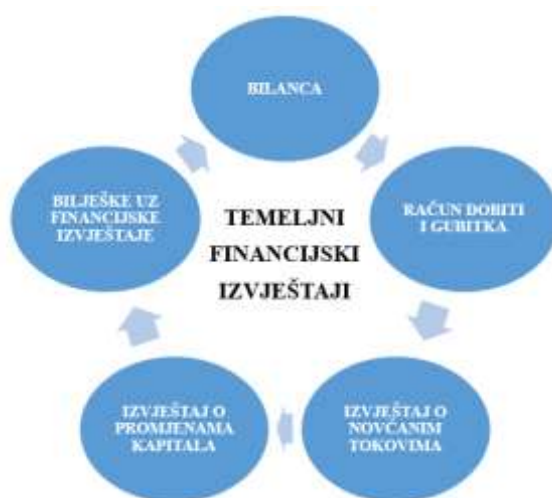 BILANCA
RAČUN DOBITI
I GUBITKA
IZVJEŠTAJ O
NOVČANIM
TOKOVIMA
IZVJEŠTAJ O
PROMJENAMA
KAPITALA
BILJEŠKE UZ
FINANCIJSKE
IZVJEŠTAJE
TEMELJNI
FINANCIJSKI
IZVJEŠTAJI